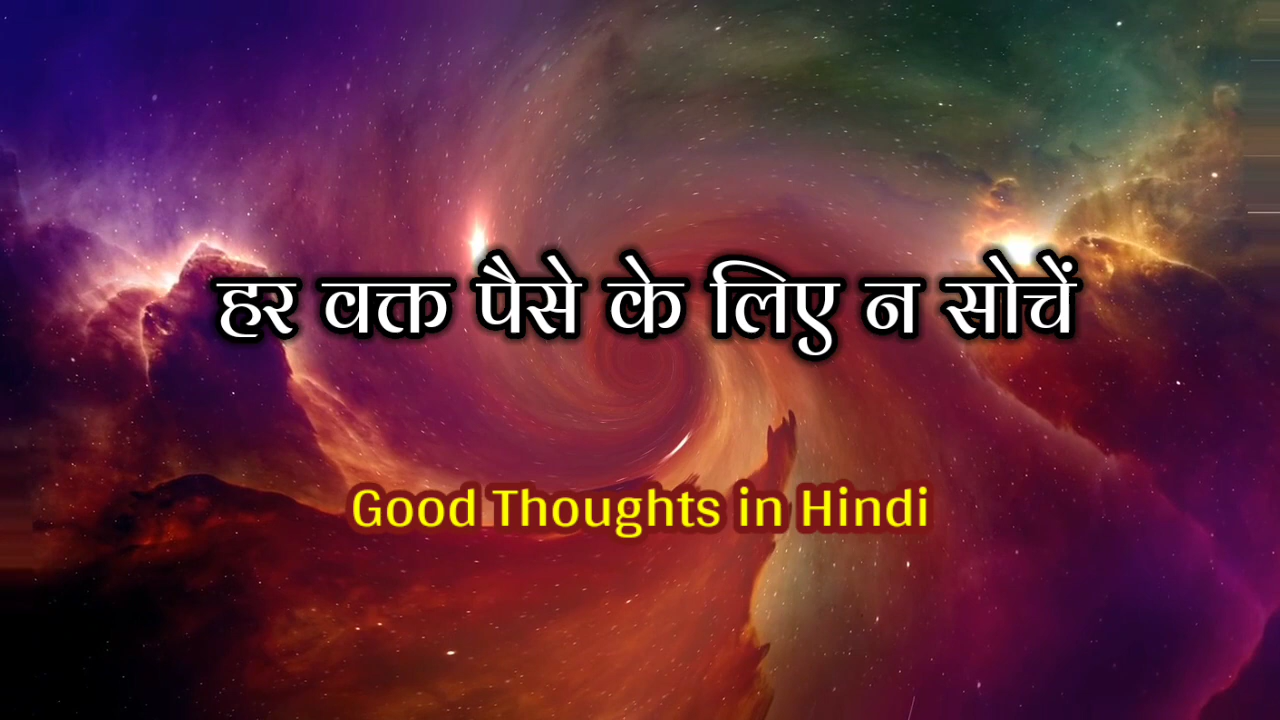 हर वक्त पैसे के लिए न सोचें
Good Thoughts in Hindi